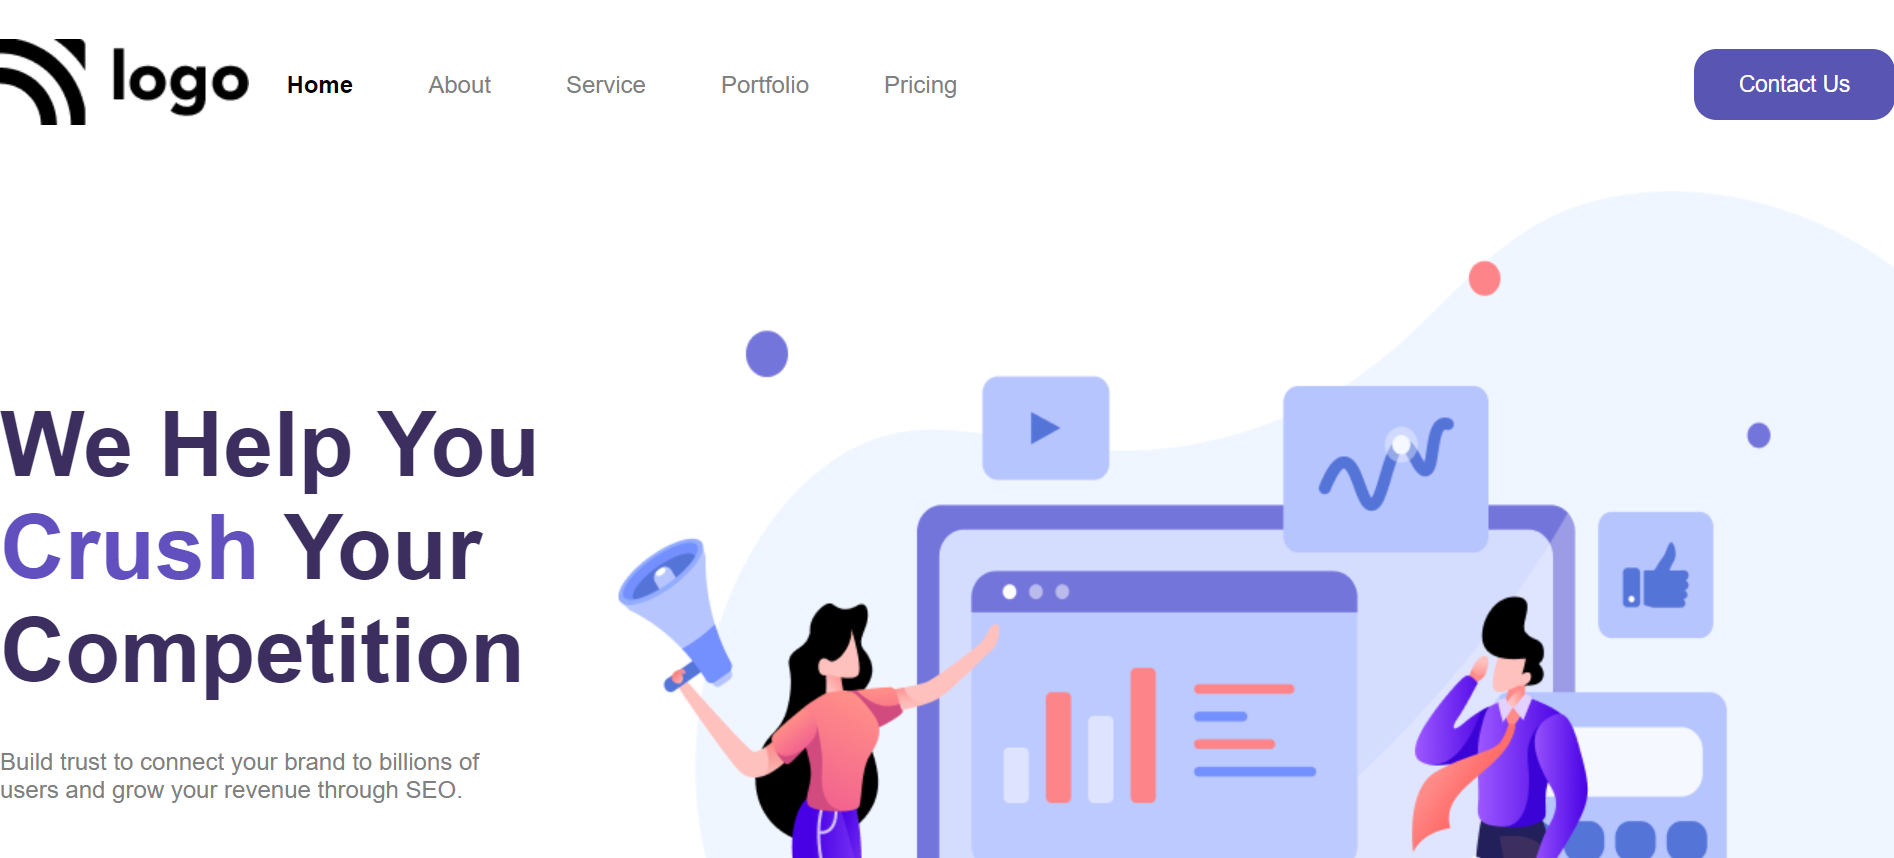 logo
Home
About
Service
Portfolio
Pricing
Contact Us
We Help You
Crush Your
Competition
Build trust to connect your brand to billions of
users and grow your revenue through SEO.